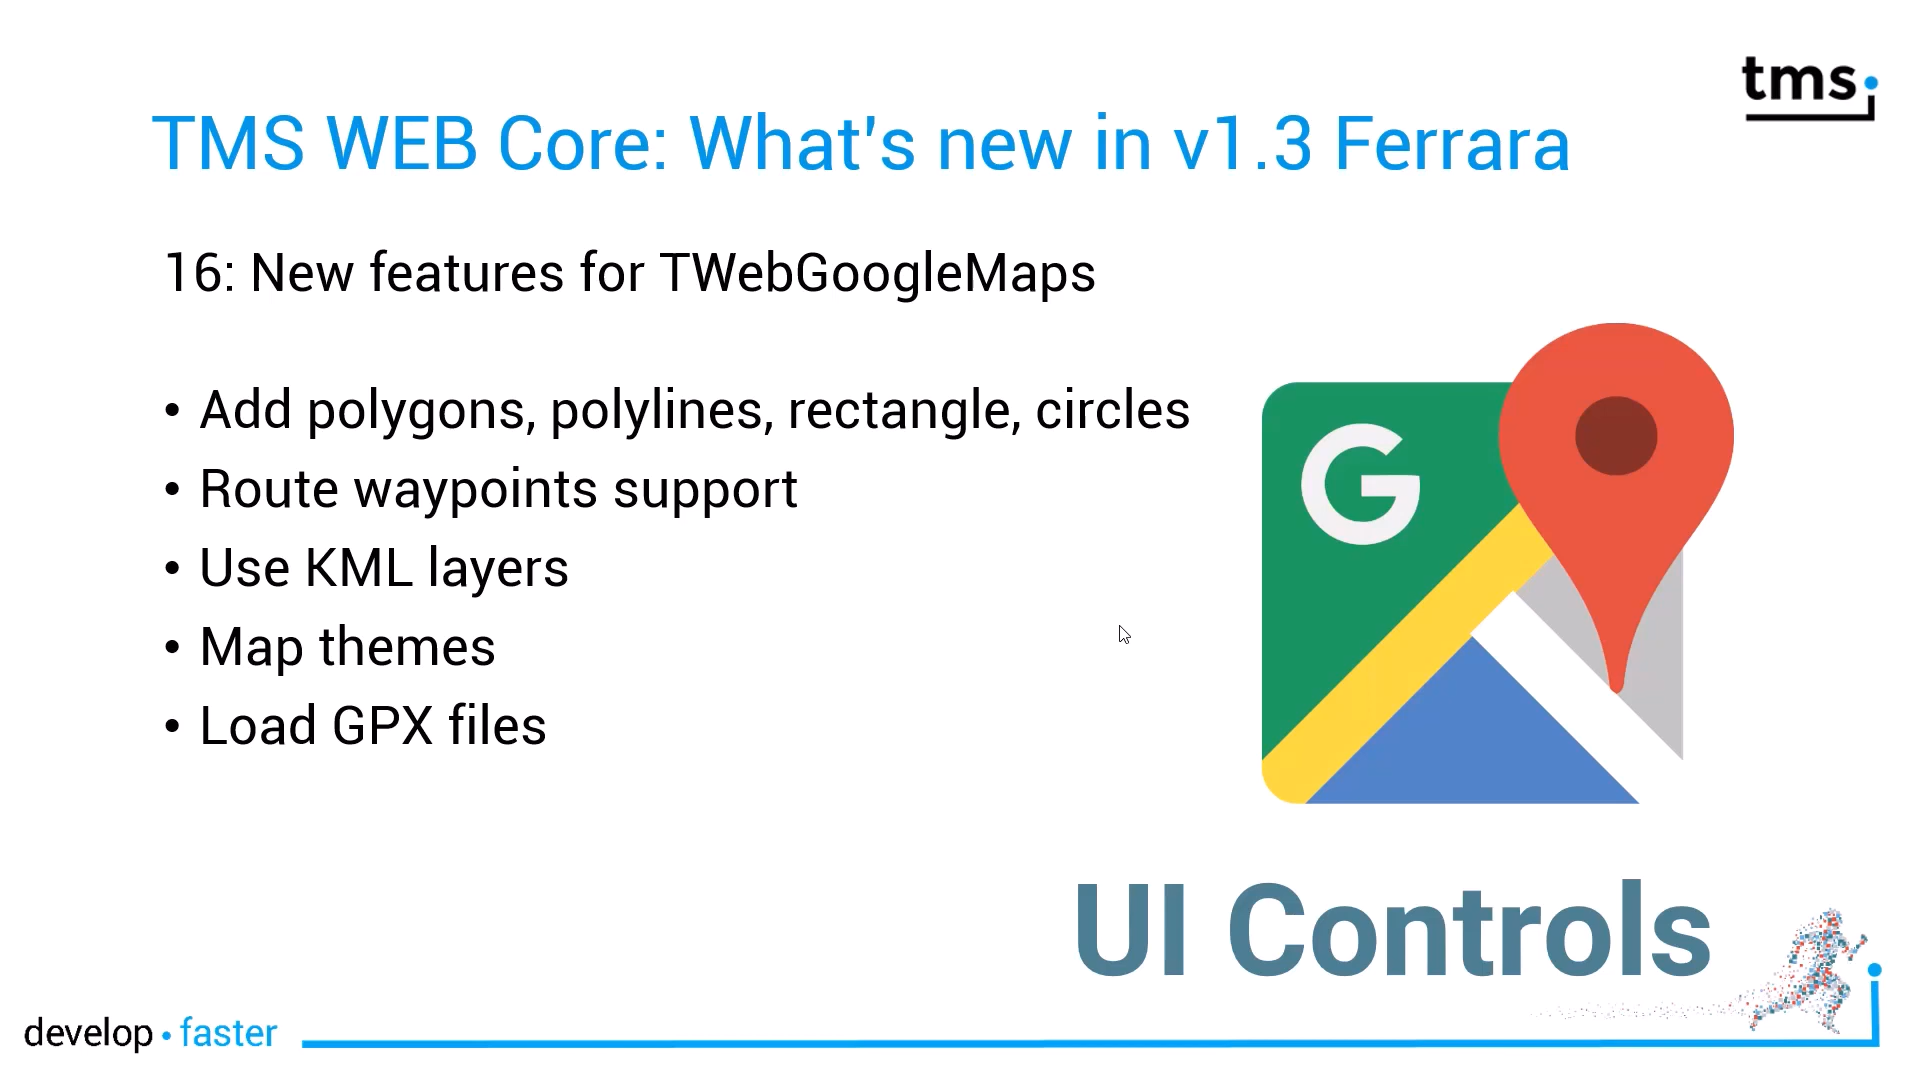 tms
TMS WEB Core: What's new in v1.3 Ferrara
16: New features for TWebGoogleMaps
• Add polygons, polylines, rectangle, circles
• Route waypoints support
• Use KML layers
• Map themes
• Load GPX files
G
UI Controls
develop • faster